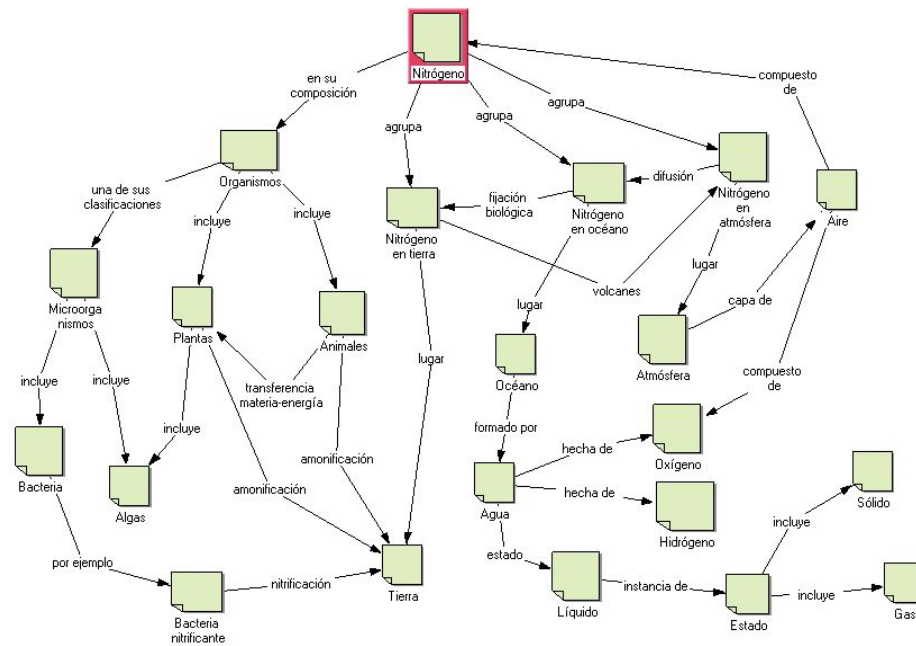 Nitrógeno
en su
composición
compuesto
de
agrupa
agrupa
agrupa
Organismos
una de sus
clasificaciones
incluye
incluye
fijación
biológica
difusión
Nitrógeno
en tierra
Nitrógeno
en océano
Nitrógeno
en
atmósfera
Aire
Microorga
nismos
Plantas
Animales
lugar
lugar
volcanes
lugar
capa de
Océano
Atmósfera
incluye
incluye
incluye
transferencia
materia-energía
formado por
compuesto
de
Bacteria
Algas
amonificación
amonificación
Agua
hecha de
Oxígeno
hecha de
Hidrógeno
Sólido
por ejemplo
Bacteria
nitrificante
nitrificación
Tierra
estado
Líquido
instancia de
Estado
incluye
incluye
Gas